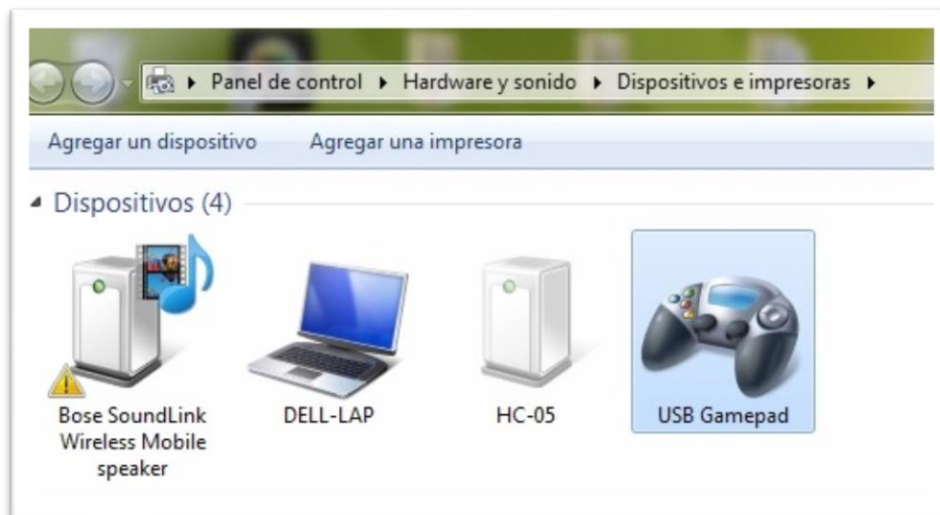 Panel de control Hardware y sonido Dispositivos e impresoras
Agregar un dispositivo Agregar una impresora
Dispositivos (4)
Bose SoundLink
Wireless Mobile
speaker
DELL-LAP
HC-05
USB Gamepad